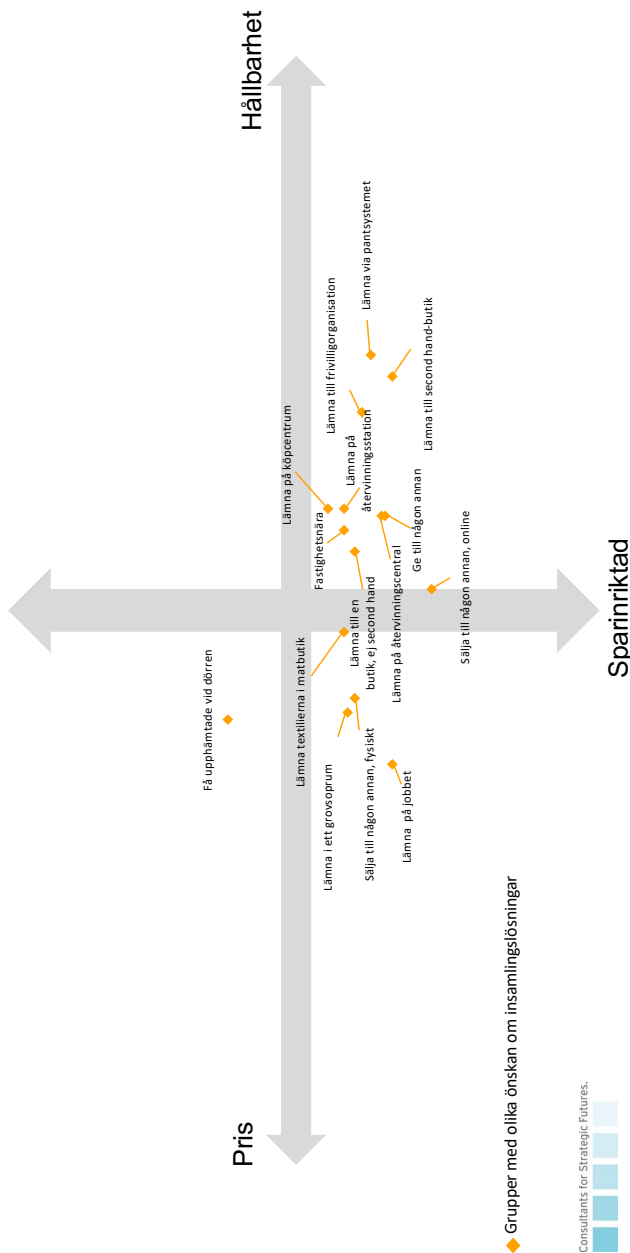 Hållbarhet
Pris
Sparinriktad
Få upphämtade vid dörren
Lämna på köpcentrum
Fastighetsnära
Lämna textillerna i matbutik
Lämna till frivilligorganisation
Lämna i ett grovsoprum
Lämna på
återvinningsstation
Lämna till en
butik, ej second hand
Lämna via pantsystemet
Sälja till någon annan, fysiskt
Lämna på återvinningscentral
Lämna  på jobbet
Ge till någon annan
Lämna till second hand-butik
Sälja till någon annan, online
Grupper med olika önskan om insamlingslösningar
Consultants for Strategic Futures.